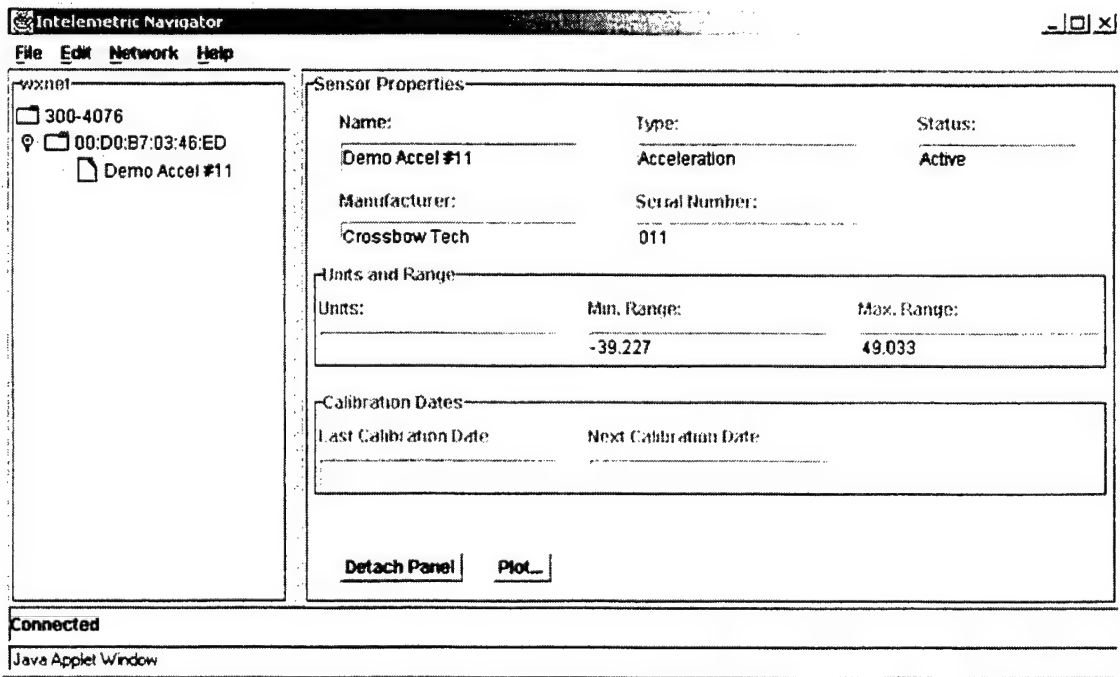 Intelemetric Navigator
File Edit Network Help
wxnet
300-4076
00:D0:B7:03:46:ED
Demo Accel #11
Sensor Properties
Name: Type: Status:
Demo Accel #11 Acceleration Active
Manufacturer: Serial Number:
Crossbow Tech 011
Units and Range
Units: Min. Range: Max. Range:
-39.227 49.033
Calibration Dates
Last Calibration Date Next Calibration Date
Detach Panel Plot...
Connected
Java Applet Window